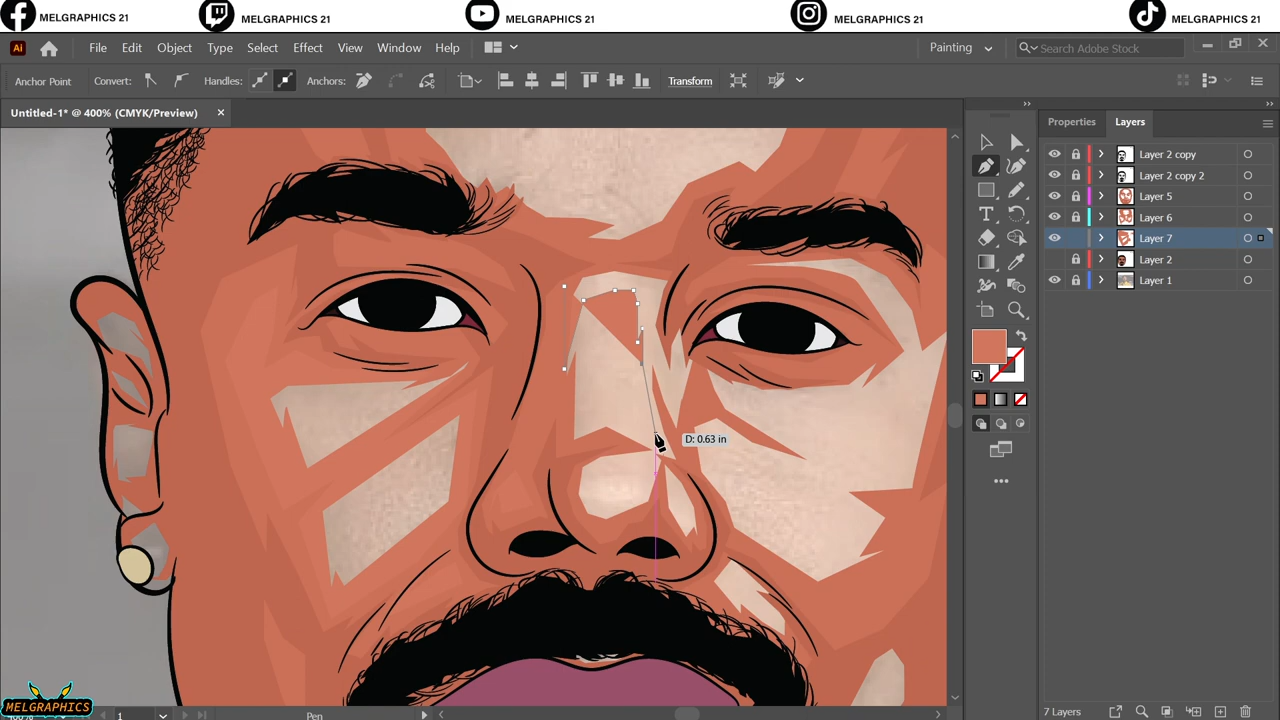 MELGRAPHICS 21 MELGRAPHICS 21 MELGRAPHICS 21 MELGRAPHICS 21 MELGRAPHICS 21
Ai File Edit Object Type Select Effect View Window Help Painting Search Adobe Stock
Anchor Point Convert: Handles: Anchors: Transform
Untitled-1* @ 400% (CMYK/Preview)
Properties Layers
Layer 2 copy
Layer 2 copy 2
Layer 5
Layer 6
Layer 7
Layer 2
Layer 1
D: 0.63 in
MELGRAPHICS
1 Pen 7 Layers